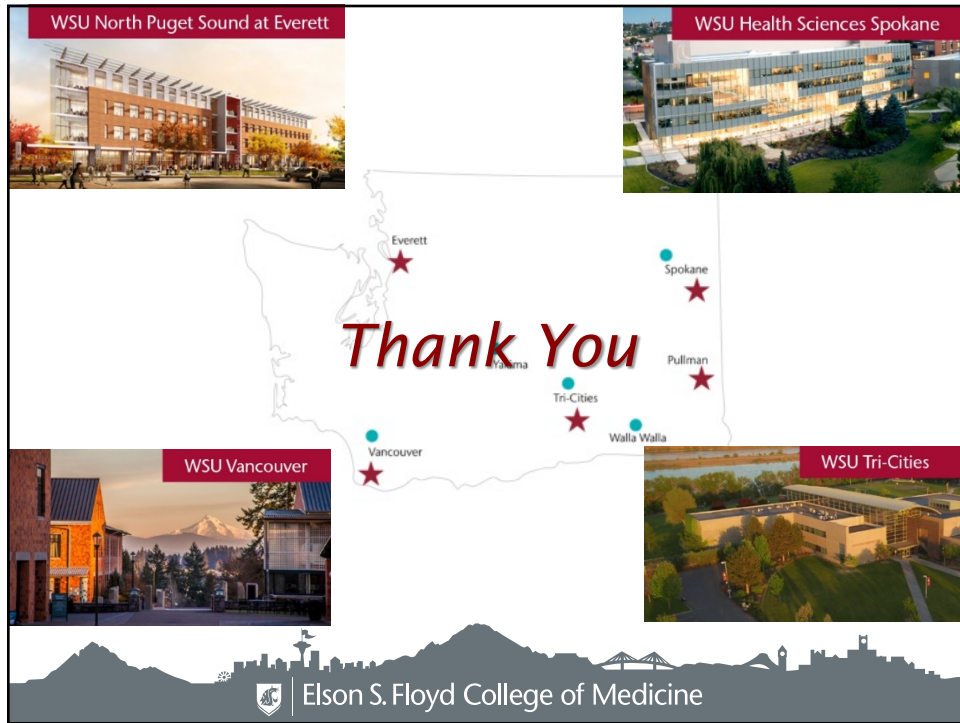 WSU North Puget Sound at Everett
WSU Health Sciences Spokane
Everett
Spokane
Thank You
Yakima
Pullman
Tri-Cities
Walla Walla
Vancouver
WSU Vancouver
WSU Tri-Cities
Elson S. Floyd College of Medicine